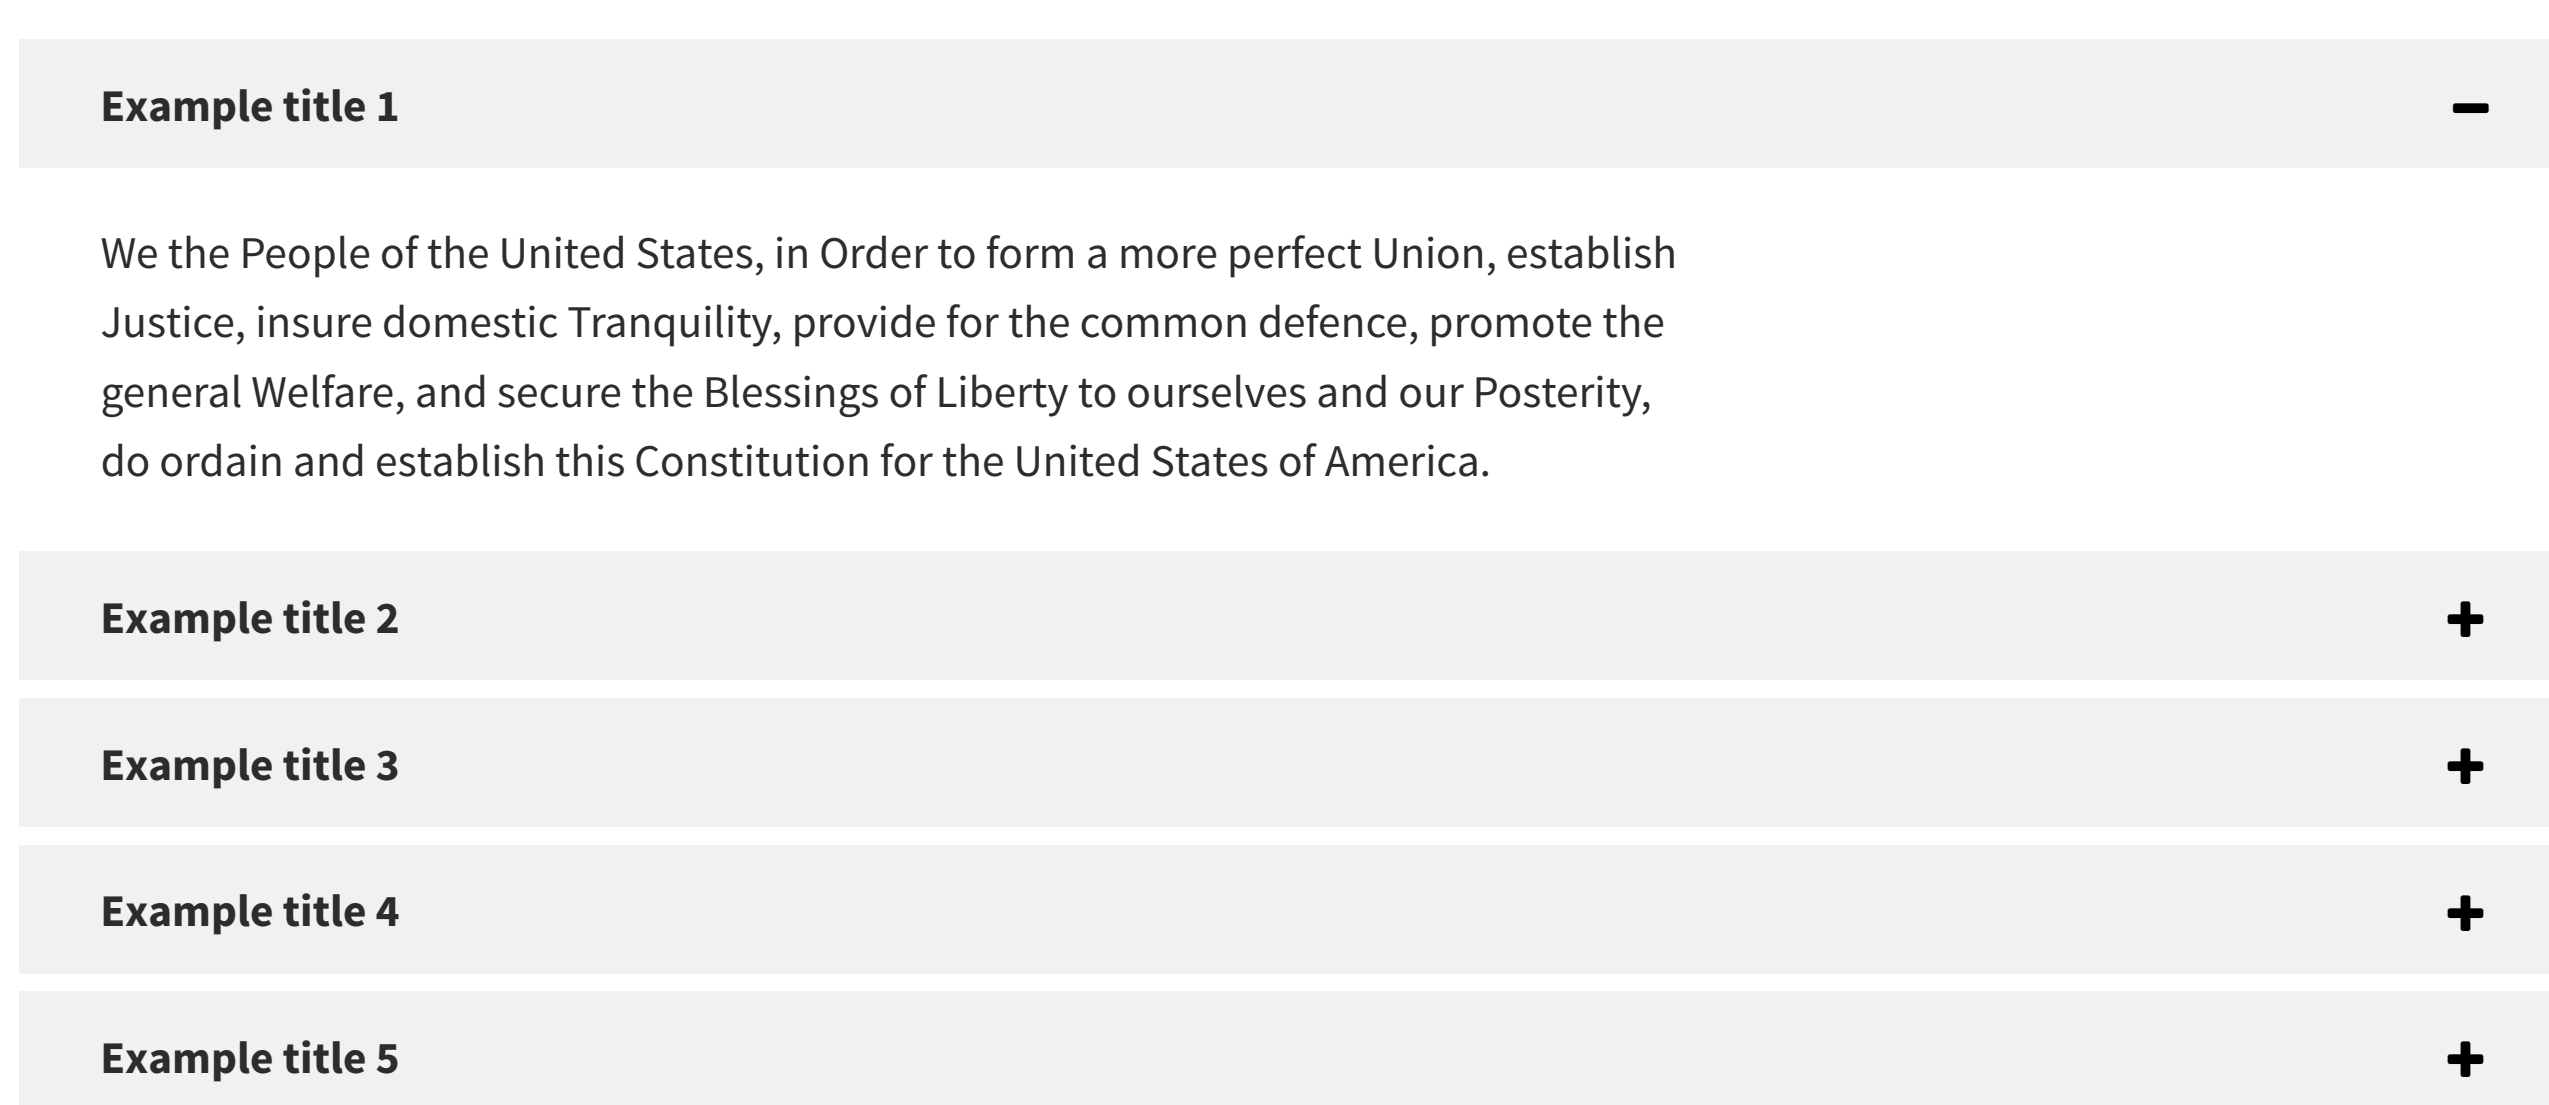 Example title 1
We the People of the United States, in Order to form a more perfect Union, establish
Justice, insure domestic Tranquility, provide for the common defence, promote the
general Welfare, and secure the Blessings of Liberty to ourselves and our Posterity,
do ordain and establish this Constitution for the United States of America.
Example title 2
Example title 3
Example title 4
Example title 5